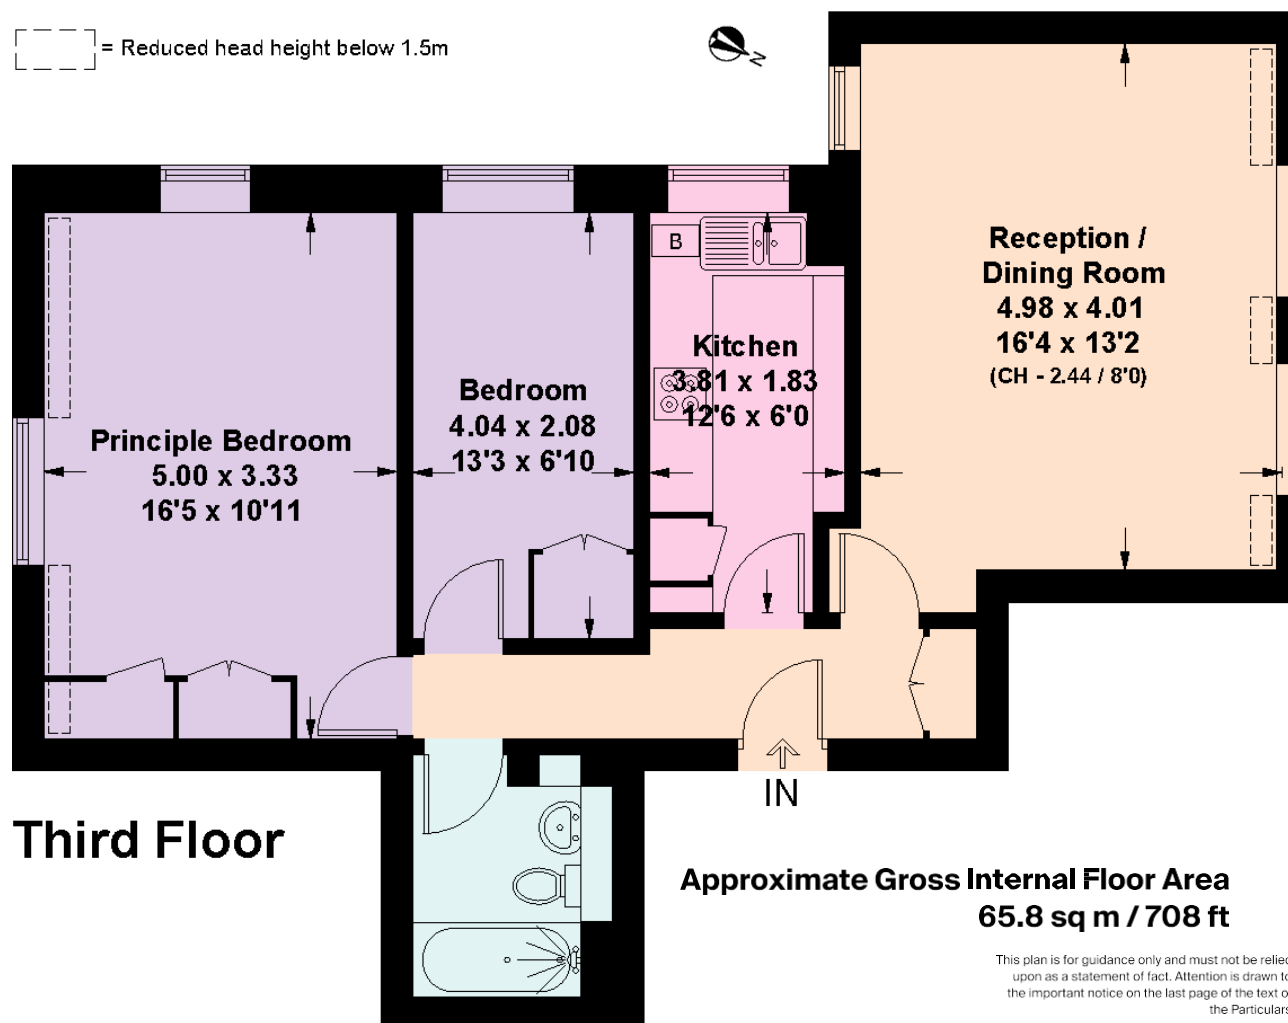 = Reduced head height below 1.5m
N
Reception /
Dining Room
4.98 x 4.01
16'4 x 13'2
(CH - 2.44 / 8'0)
B
Kitchen
3.81 x 1.83
12'6 x 6'0
Bedroom
4.04 x 2.08
13'3 x 6'10
Principle Bedroom
5.00 x 3.33
16'5 x 10'11
IN
Third Floor
Approximate Gross Internal Floor Area
65.8 sq m / 708 ft
This plan is for guidance only and must not be relied
upon as a statement of fact. Attention is drawn to
the important notice on the last page of the text o
the Particulars